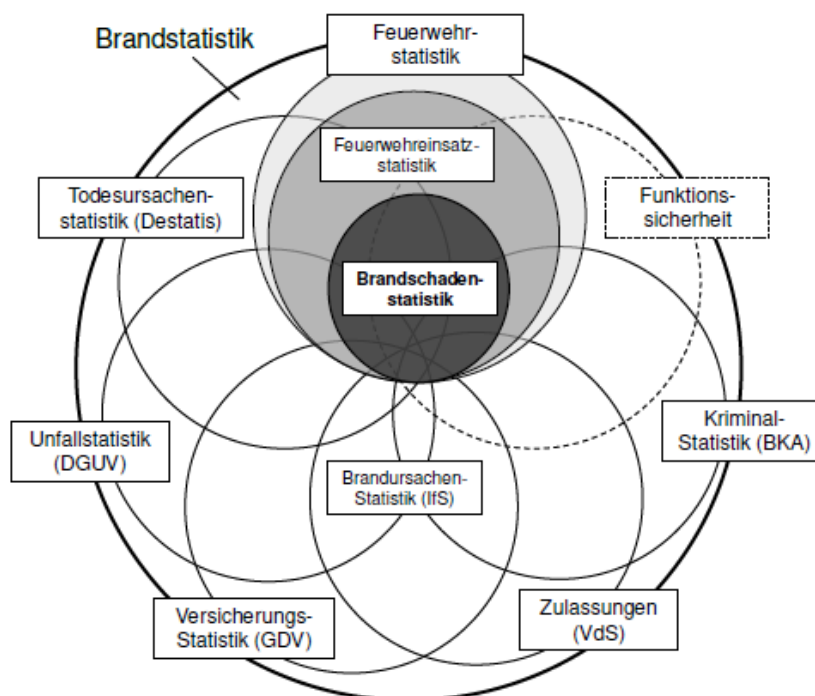 Brandstatistik
Feuerwehr-
statistik
Feuerwehreinsatz-
statistik
Todesursachen-
statistik (Destatis)
Funktions-
sicherheit
Brandschaden-
statistik
Unfallstatistik
(DGUV)
Kriminal-
Statistik (BKA)
Brandursachen-
Statistik (IfS)
Versicherungs-
Statistik (GDV)
Zulassungen
(VdS)